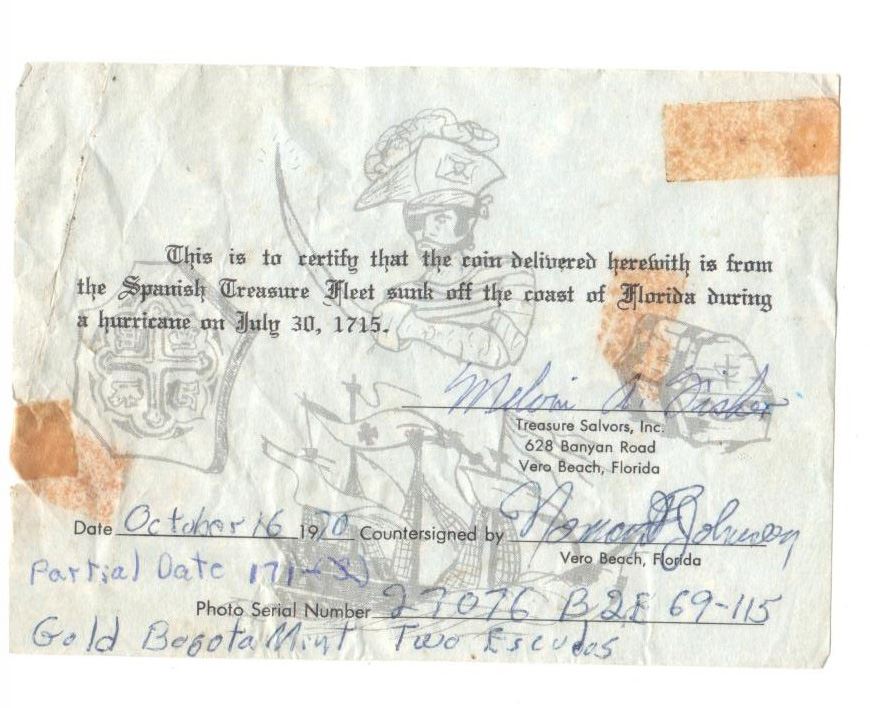 This is to certify that the coin delivered herewith is from
the Spanish Treasure Fleet sunk off the coast of Florida during
a hurricane on July 30, 1715.
Melvin A Fisher
Treasure Salvors, Inc.
628 Banyan Road
Vero Beach, Florida
Date October 16 1970 Countersigned by Norman J Johnson
Vero Beach, Florida
Partial Date 171-
Photo Serial Number 27076 B2E 69-115
Gold Bogota Mint Two Escudos